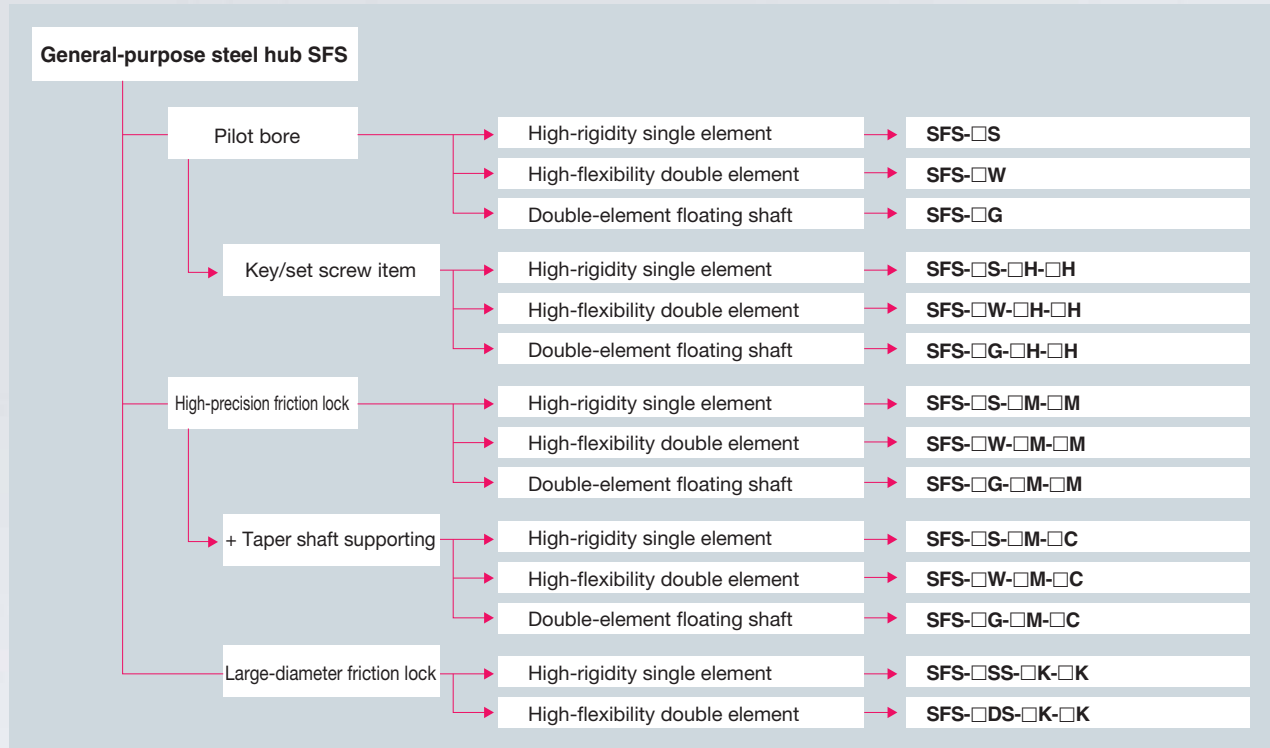 General-purpose steel hub SFS
Pilot bore
High-rigidity single element
SFS-□S
High-flexibility double element
SFS-□W
Double-element floating shaft
SFS-□G
Key/set screw item
High-rigidity single element
SFS-□S-□H-□H
High-flexibility double element
SFS-□W-□H-□H
Double-element floating shaft
SFS-□G-□H-□H
High-precision friction lock
High-rigidity single element
SFS-□S-□M-□M
High-flexibility double element
SFS-□W-□M-□M
Double-element floating shaft
SFS-□G-□M-□M
+ Taper shaft supporting
High-rigidity single element
SFS-□S-□M-□C
High-flexibility double element
SFS-□W-□M-□C
Double-element floating shaft
SFS-□G-□M-□C
Large-diameter friction lock
High-rigidity single element
SFS-□SS-□K-□K
High-flexibility double element
SFS-□DS-□K-□K